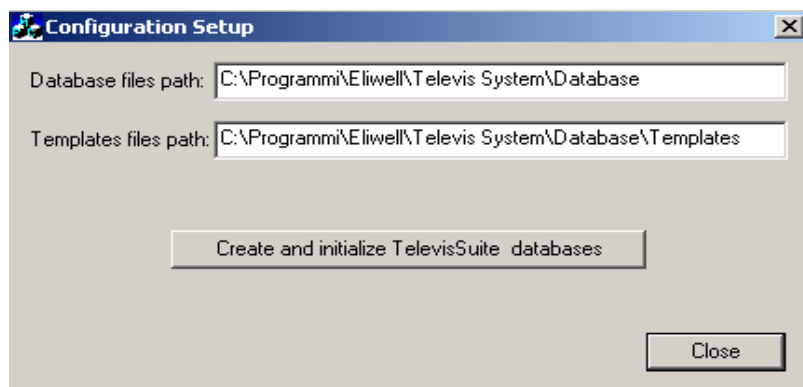 Configuration Setup
Database files path: C:\Programmi\Eliwell\Televis System\Database
Templates files path: C:\Programmi\Eliwell\Televis System\Database\Templates
Create and initialize TelevisSuite databases
Close